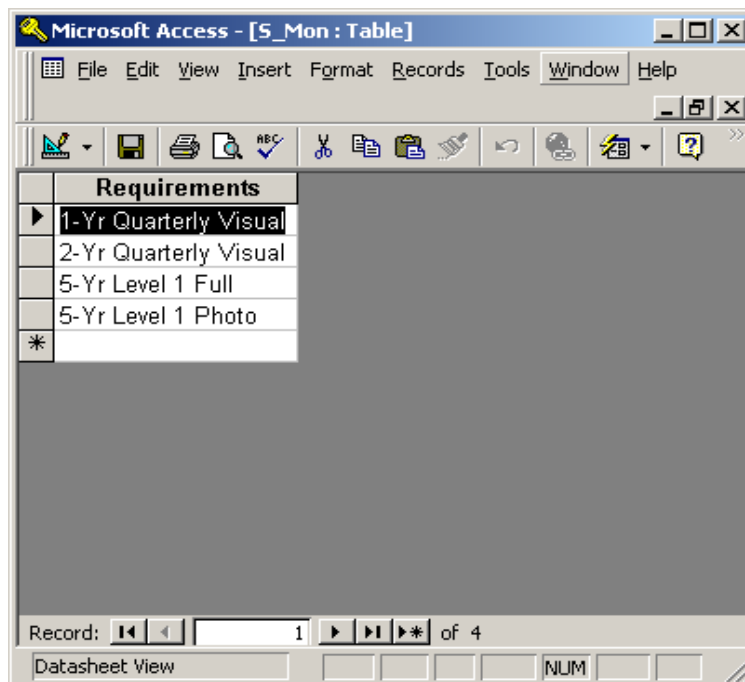 Microsoft Access - [S_Mon : Table]
File Edit View Insert Format Records Tools Window Help
ABC
Requirements
1-Yr Quarterly Visual
2-Yr Quarterly Visual
5-Yr Level 1 Full
5-Yr Level 1 Photo
Record: 1 of 4
Datasheet View NUM